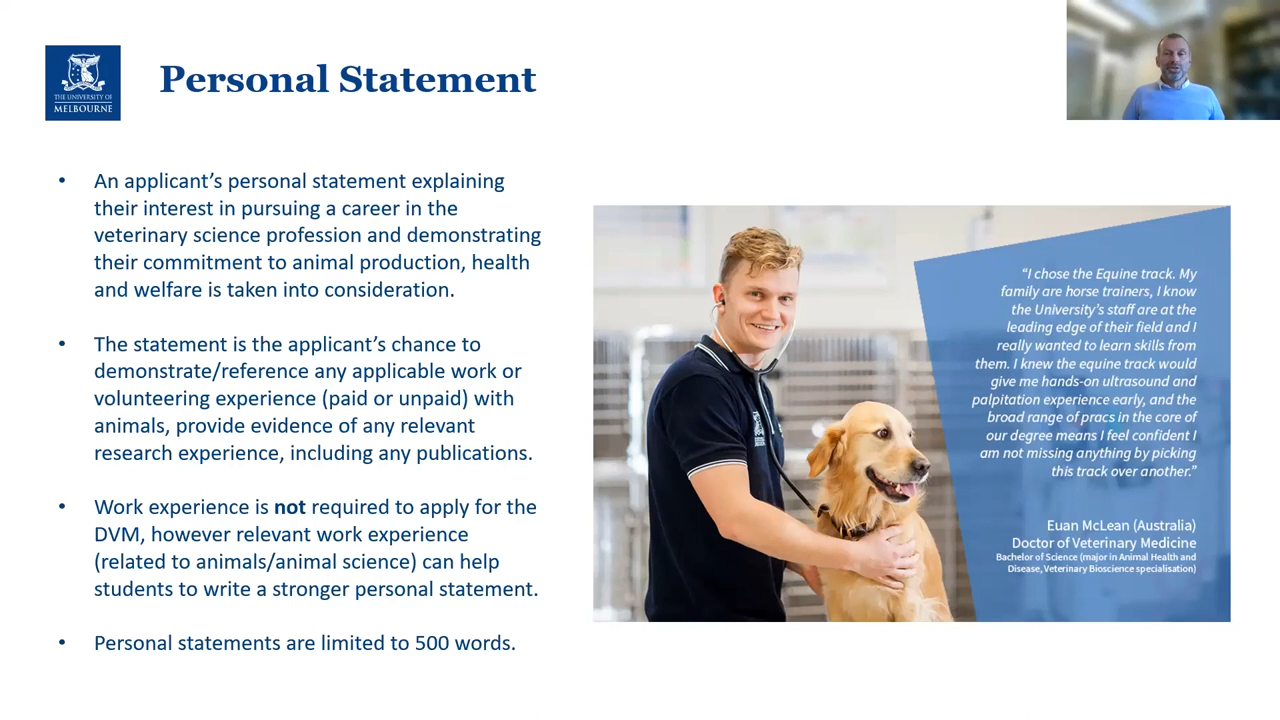 THE UNIVERSITY OF
MELBOURNE
Personal Statement
• An applicant’s personal statement explaining
their interest in pursuing a career in the
veterinary science profession and demonstrating
their commitment to animal production, health
and welfare is taken into consideration.
• The statement is the applicant’s chance to
demonstrate/reference any applicable work or
volunteering experience (paid or unpaid) with
animals, provide evidence of any relevant
research experience, including any publications.
• Work experience is not required to apply for the
DVM, however relevant work experience
(related to animals/animal science) can help
students to write a stronger personal statement.
• Personal statements are limited to 500 words.
“I chose the Equine track. My
family are horse trainers, I know
the University’s staff are at the
leading edge of their field and I
really wanted to learn skills from
them. I knew the equine track would
give me hands-on ultrasound and
palpitation experience early, and the
broad range of pracs in the core of
our degree means I feel confident I
am not missing anything by picking
this track over another.”
Euan McLean (Australia)
Doctor of Veterinary Medicine
Bachelor of Science (major in Animal Health and
Disease, Veterinary Bioscience specialisation)